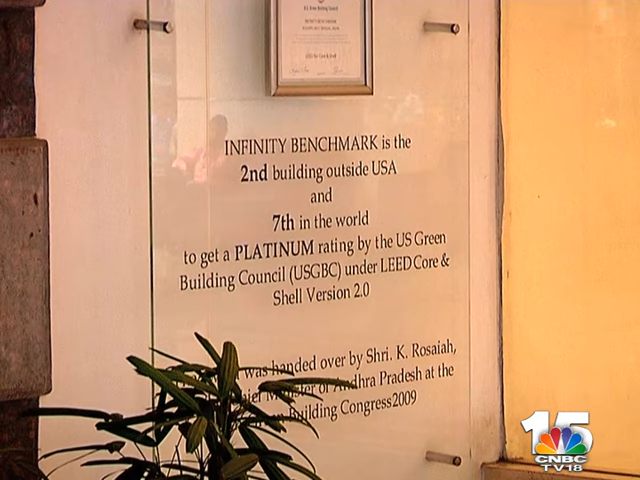 INFINITY BENCHMARK is the
2nd building outside USA
and
7th in the world
to get a PLATINUM rating by the US Green
Building Council (USGBC) under LEED Core &
Shell Version 2.0
was handed over by Shri. K. Rosaiah,
Minister of Andhra Pradesh at the
Building Congress2009
15
CNBC
TV18